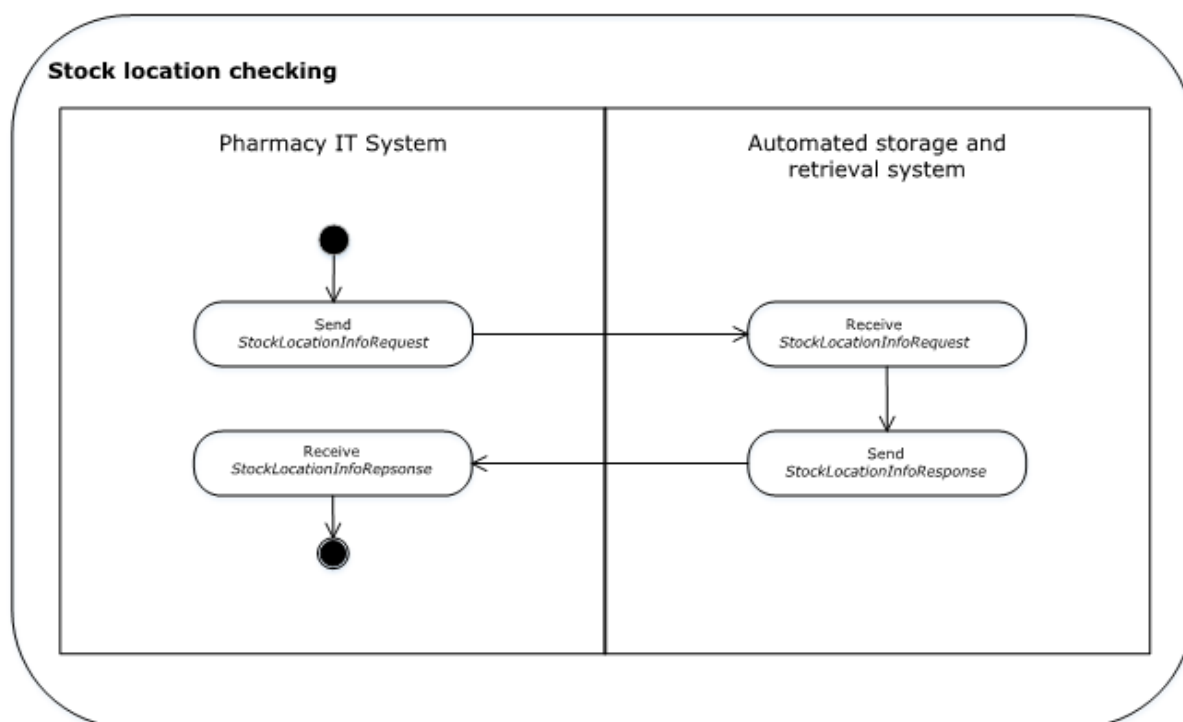 Stock location checking
Pharmacy IT System
Automated storage and
retrieval system
Send
StockLocationInfoRequest
Receive
StockLocationInfoRequest
Receive
StockLocationInfoRepsonse
Send
StockLocationInfoResponse